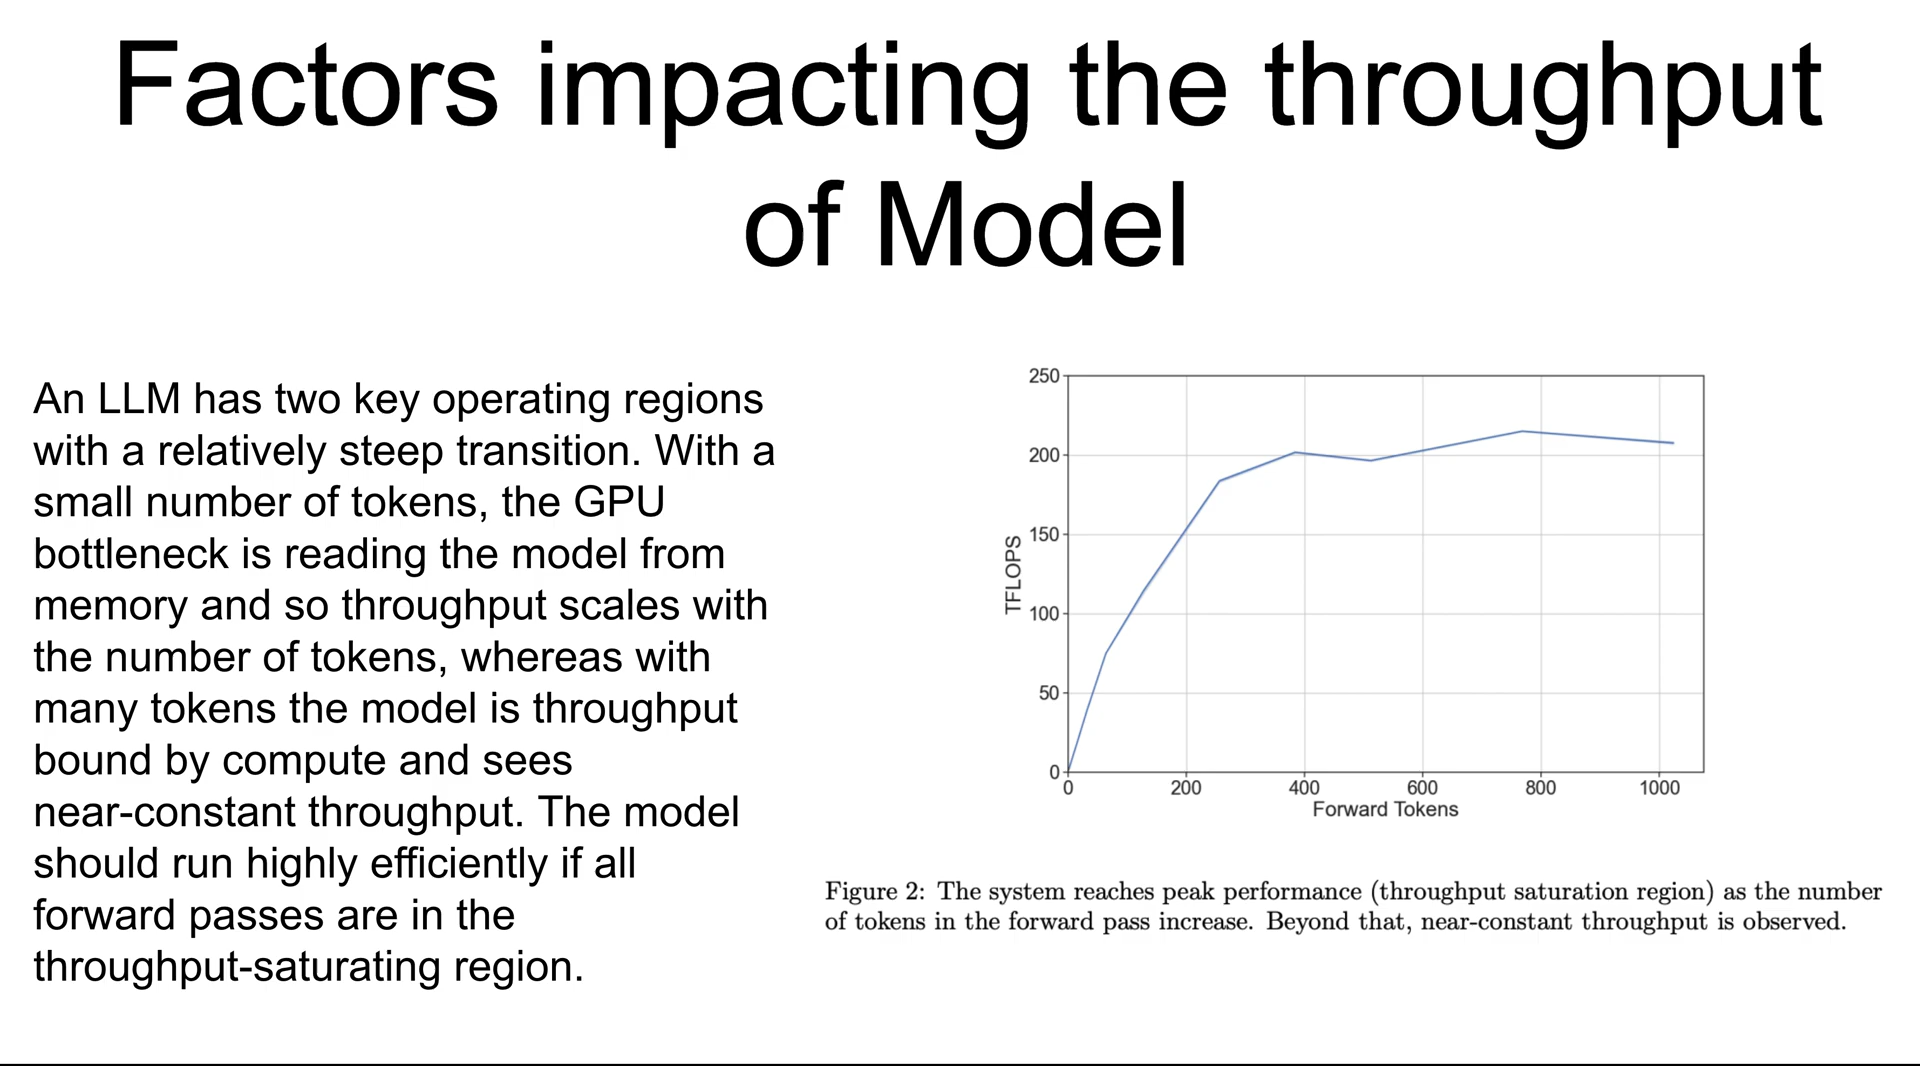 Factors impacting the throughput
of Model
An LLM has two key operating regions
with a relatively steep transition. With a
small number of tokens, the GPU
bottleneck is reading the model from
memory and so throughput scales with
the number of tokens, whereas with
many tokens the model is throughput
bound by compute and sees
near-constant throughput. The model
should run highly efficiently if all
forward passes are in the
throughput-saturating region.
250
200
150
100
50
0
TFLOPS
0 200 400 600 800 1000
Forward Tokens
Figure 2: The system reaches peak performance (throughput saturation region) as the number
of tokens in the forward pass increase. Beyond that, near-constant throughput is observed.